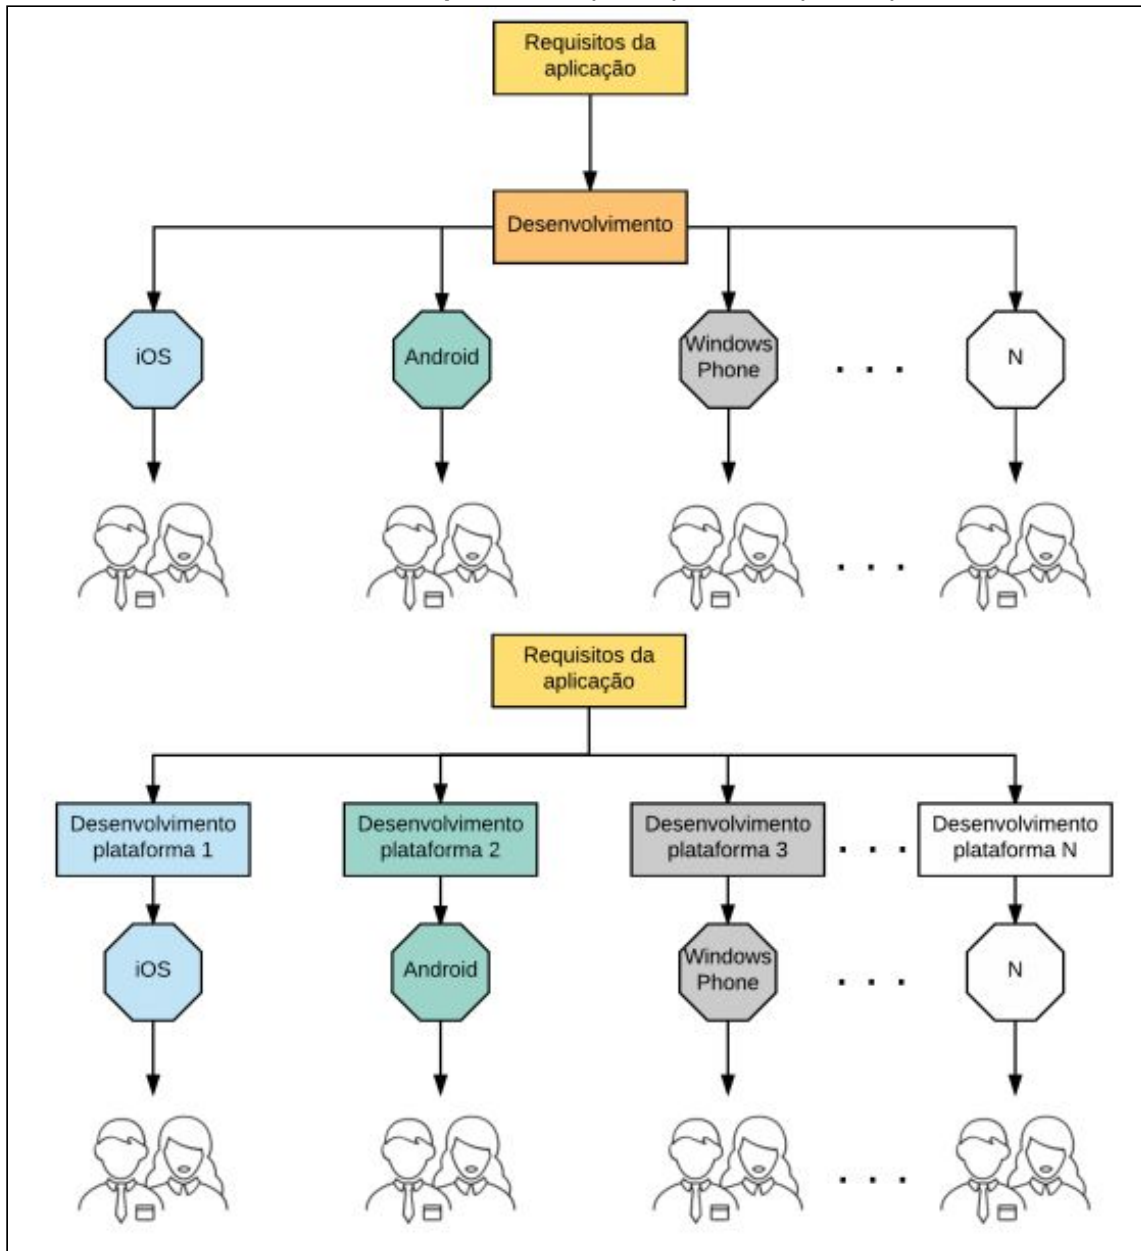 Requisitos da
aplicação
Desenvolvimento
iOS
Android
Windows
Phone
. . .
N
. . .
Requisitos da
aplicação
Desenvolvimento
plataforma 1
Desenvolvimento
plataforma 2
Desenvolvimento
plataforma 3
. . .
Desenvolvimento
plataforma N
iOS
Android
Windows
Phone
. . .
N
. . .